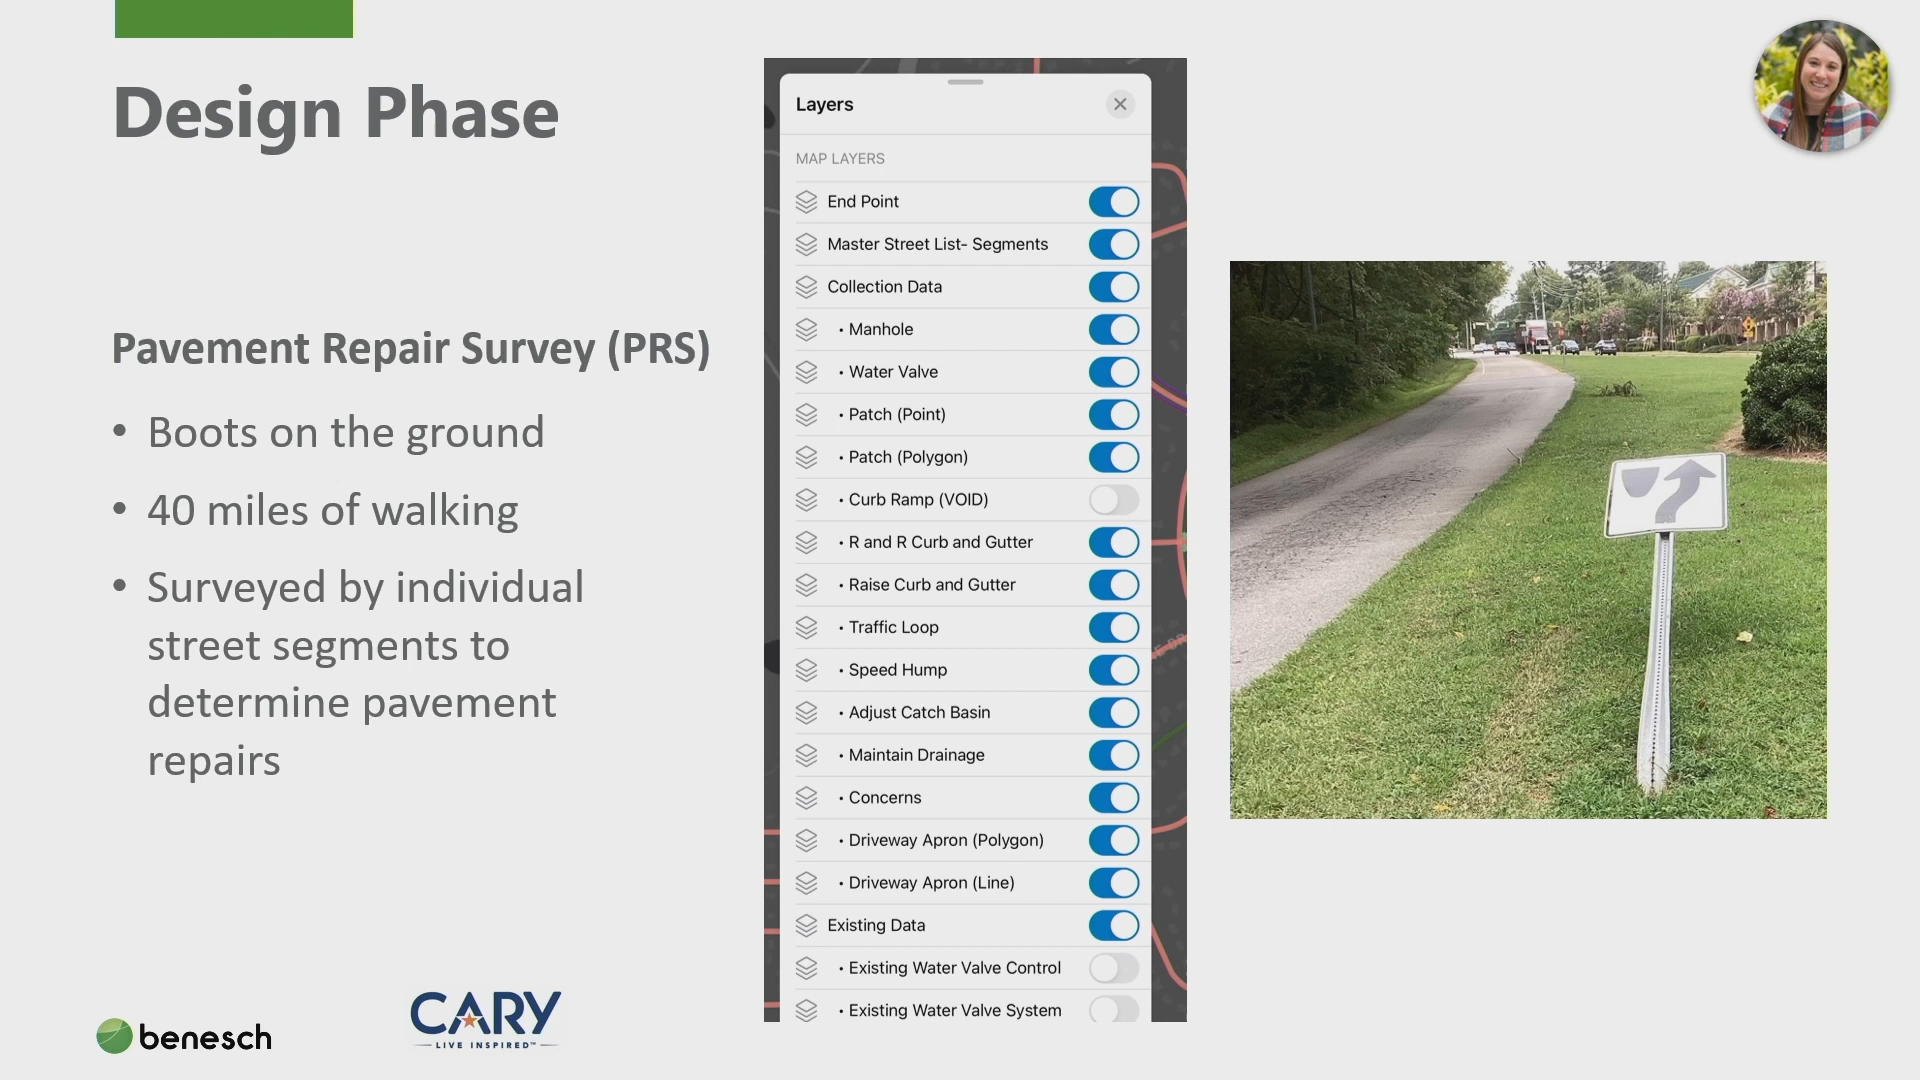 Design Phase
Pavement Repair Survey (PRS)
• Boots on the ground
• 40 miles of walking
• Surveyed by individual
street segments to
determine pavement
repairs
Layers
MAP LAYERS
End Point
Master Street List- Segments
Collection Data
• Manhole
• Water Valve
• Patch (Point)
• Patch (Polygon)
• Curb Ramp (VOID)
• R and R Curb and Gutter
• Raise Curb and Gutter
• Traffic Loop
• Speed Hump
• Adjust Catch Basin
• Maintain Drainage
• Concerns
• Driveway Apron (Polygon)
• Driveway Apron (Line)
Existing Data
• Existing Water Valve Control
• Existing Water Valve System
benesch
CARY
LIVE INSPIRED™